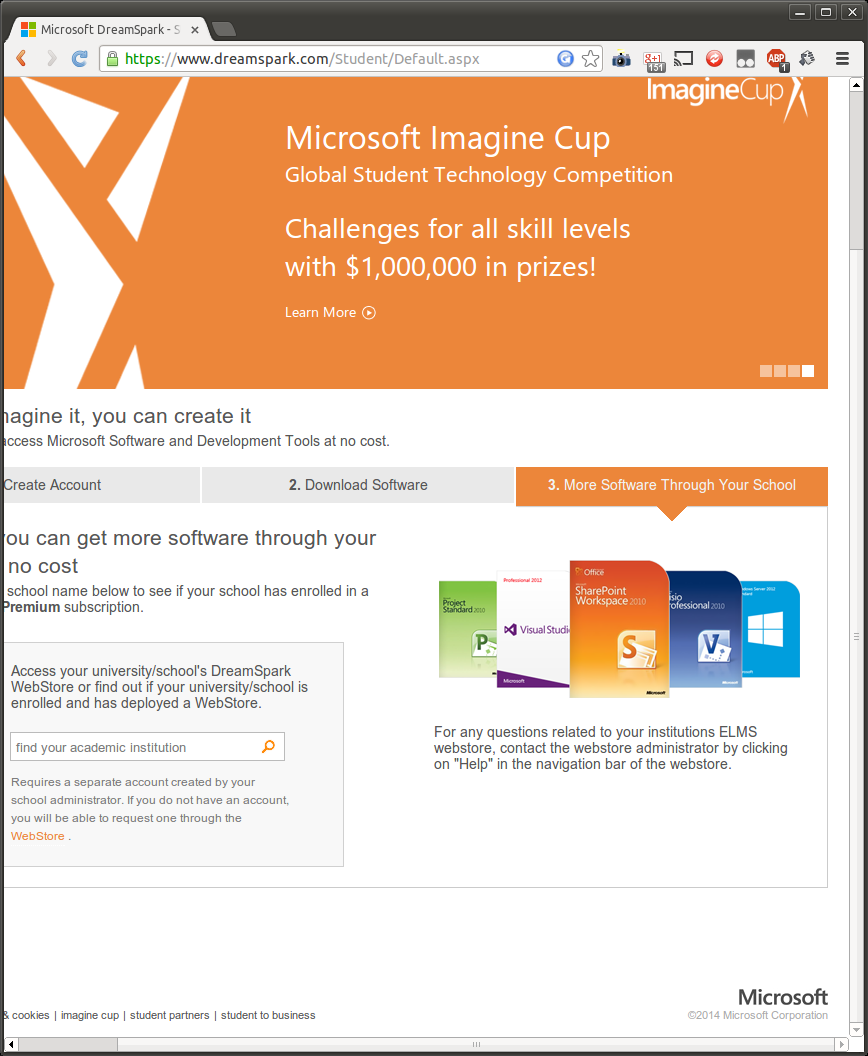 Microsoft DreamSpark - S
https://www.dreamspark.com/Student/Default.aspx
g+1
151
ABP
1
ImagineCup
Microsoft Imagine Cup
Global Student Technology Competition
Challenges for all skill levels
with $1,000,000 in prizes!
Learn More
nagine it, you can create it
access Microsoft Software and Development Tools at no cost.
Create Account
2. Download Software
3. More Software Through Your School
you can get more software through your
no cost
school name below to see if your school has enrolled in a
Premium subscription.
Access your university/school's DreamSpark
WebStore or find out if your university/school is
enrolled and has deployed a WebStore.
find your academic institution
Requires a separate account created by your
school administrator. If you do not have an account,
you will be able to request one through the
WebStore .
Project
Standard 2010
P
Professional 2012
Visual Studi
Microsoft
Office
SharePoint
Workspace 2010
S
Microsoft
isio
rofessional 2010
V
Microsoft
ndows Server 2012
For any questions related to your institutions ELMS
webstore, contact the webstore administrator by clicking
on "Help" in the navigation bar of the webstore.
Microsoft
& cookies | imagine cup | student partners | student to business
©2014 Microsoft Corporation